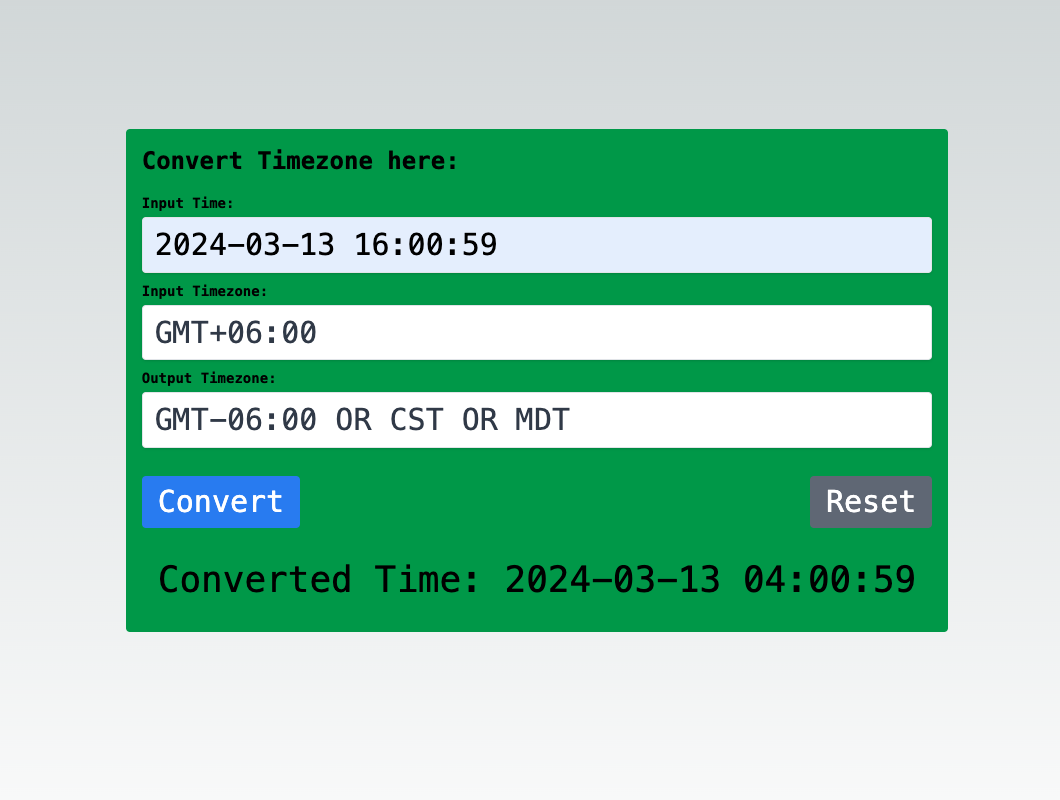 Convert Timezone here:
Input Time:
2024-03-13 16:00:59
Input Timezone:
GMT+06:00
Output Timezone:
GMT-06:00 OR CST OR MDT
Convert
Reset
Converted Time: 2024-03-13 04:00:59